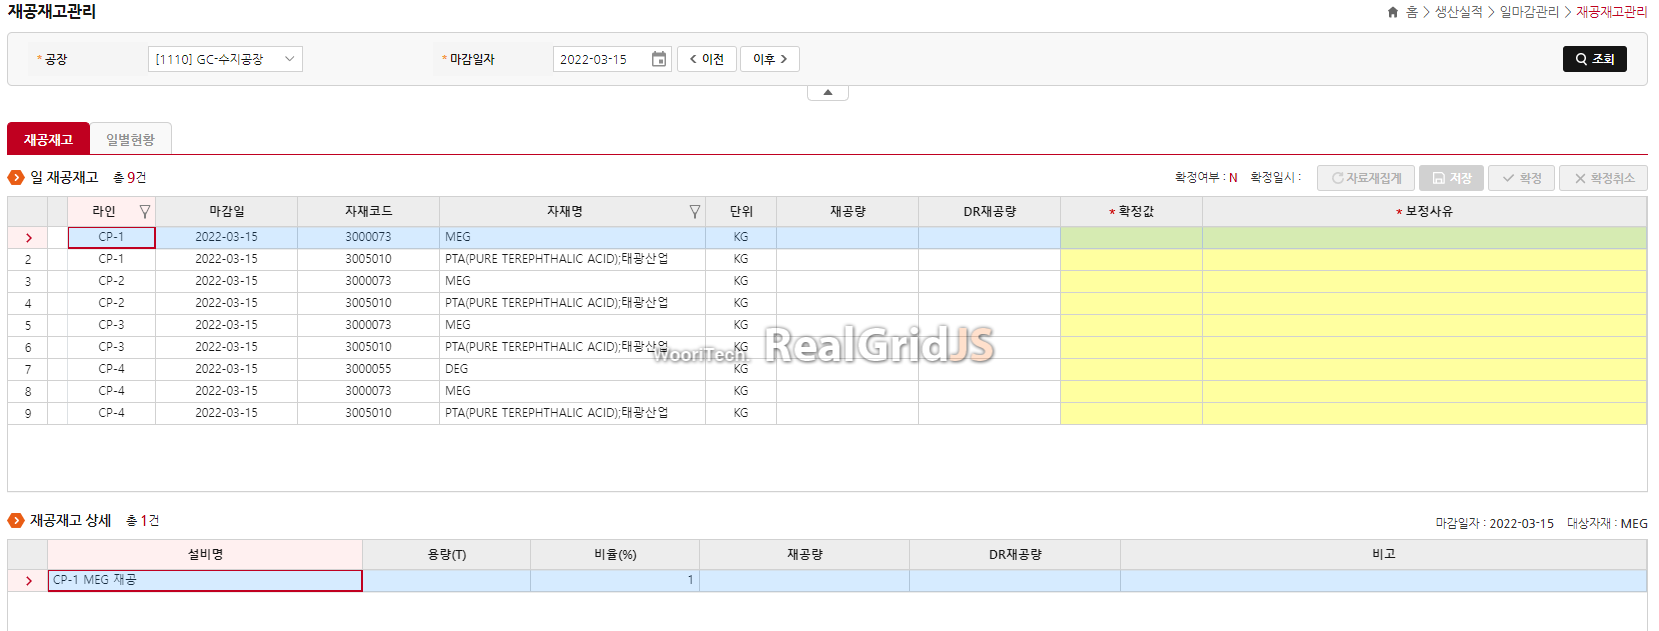 재공재고관리
홈 > 생산실적 > 일마감관리 > 재공재고관리
* 공장 [1110] GC-수지공장 * 마감일자 2022-03-15 이전 이후 조회
재공재고 일별현황
일 재공재고 총 9건 확정여부 : N 확정일시 : 자료재집계 저장 확정 확정취소
라인 마감일 자재코드 자재명 단위 재공량 DR재공량 * 확정값 * 보정사유
CP-1 2022-03-15 3000073 MEG KG
2 CP-1 2022-03-15 3005010 PTA(PURE TEREPHTHALIC ACID);태광산업 KG
3 CP-2 2022-03-15 3000073 MEG KG
4 CP-2 2022-03-15 3005010 PTA(PURE TEREPHTHALIC ACID);태광산업 KG
5 CP-3 2022-03-15 3000073 MEG KG
6 CP-3 2022-03-15 3005010 PTA(PURE TEREPHTHALIC ACID);태광산업 KG
WooriTech. RealGridJS
7 CP-4 2022-03-15 3000055 DEG KG
8 CP-4 2022-03-15 3000073 MEG KG
9 CP-4 2022-03-15 3005010 PTA(PURE TEREPHTHALIC ACID);태광산업 KG
재공재고 상세 총 1건 마감일자 : 2022-03-15 대상자재 : MEG
설비명 용량(T) 비율(%) 재공량 DR재공량 비고
CP-1 MEG 재공 1